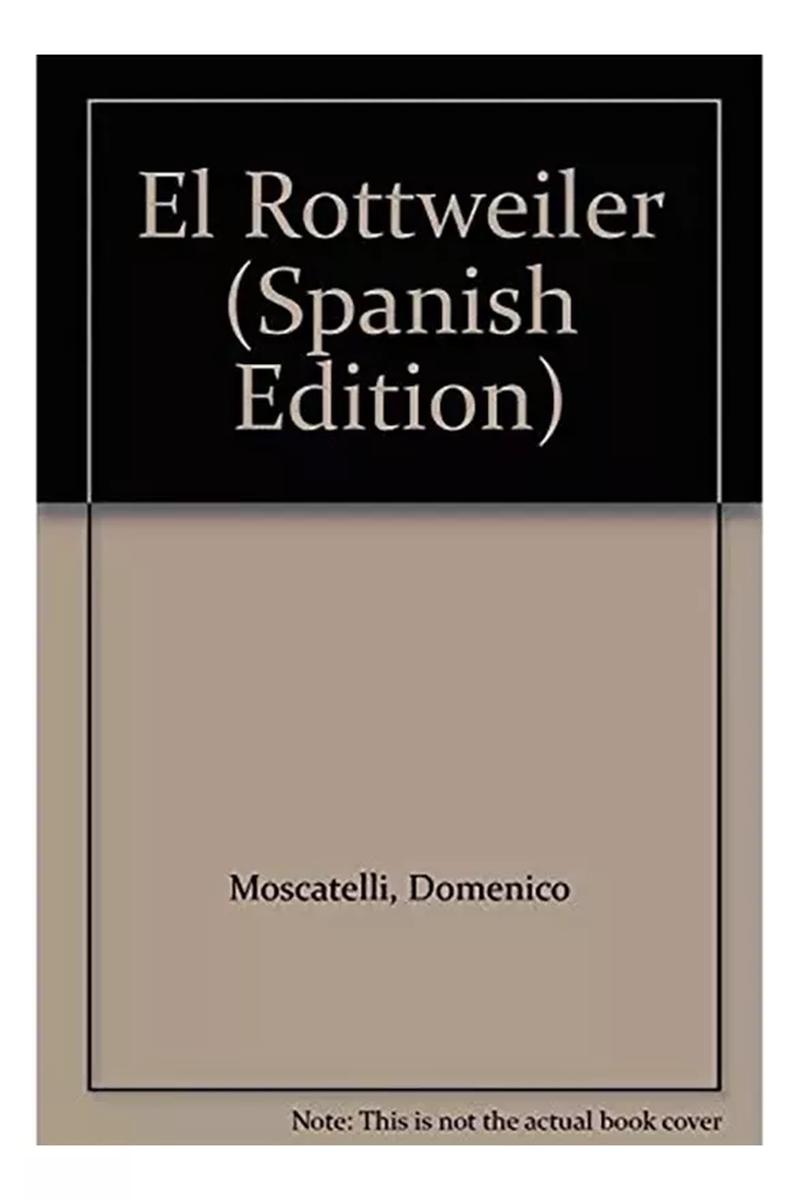 El Rottweiler
(Spanish
Edition)
Moscatelli, Domenico
Note: This is not the actual book cover